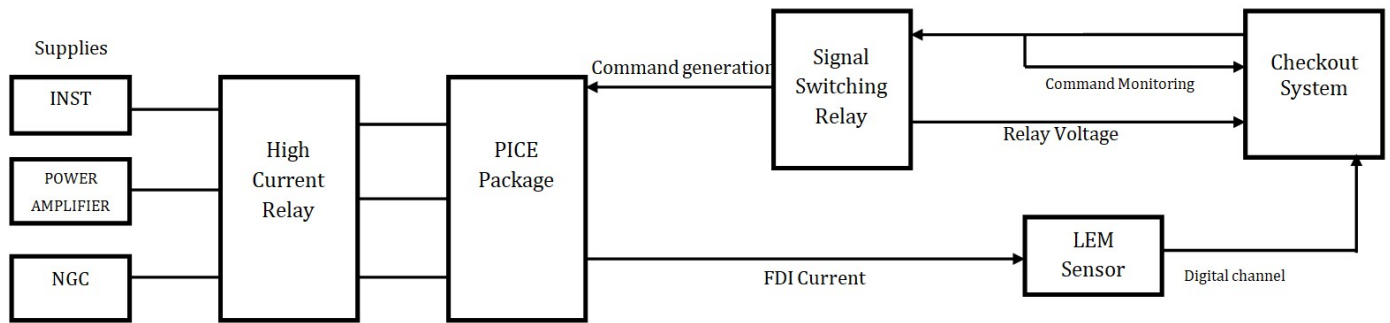 Supplies
INST
POWER
AMPLIFIER
NGC
High
Current
Relay
PICE
Package
Command generation
Signal
Switching
Relay
Command Monitoring
Relay Voltage
Checkout
System
FDI Current
LEM
Sensor
Digital channel